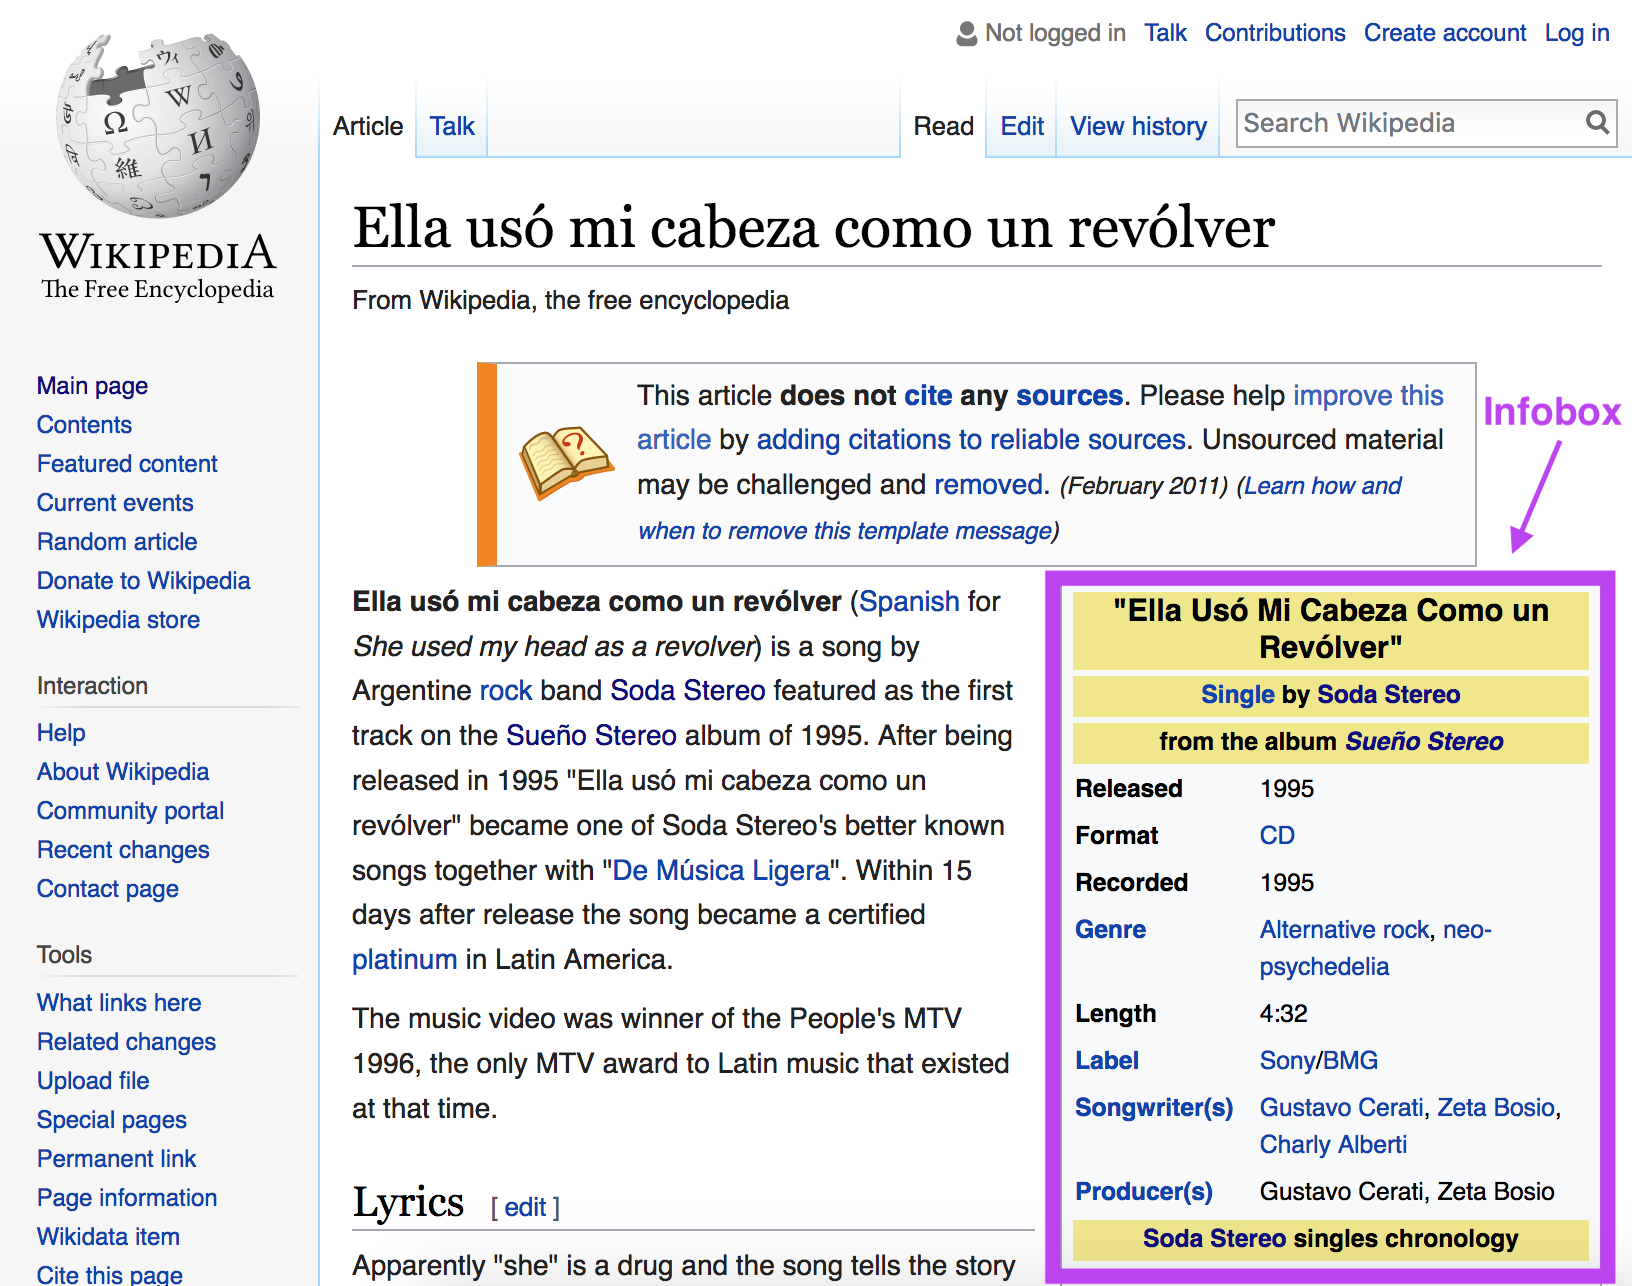 Not logged in Talk Contributions Create account Log in
Article Talk Read Edit View history Search Wikipedia
WIKIPEDIA
The Free Encyclopedia
Main page
Contents
Featured content
Current events
Random article
Donate to Wikipedia
Wikipedia store
Interaction
Help
About Wikipedia
Community portal
Recent changes
Contact page
Tools
What links here
Related changes
Upload file
Special pages
Permanent link
Page information
Wikidata item
Cite this page
Ella usó mi cabeza como un revólver
From Wikipedia, the free encyclopedia
This article does not cite any sources. Please help improve this
article by adding citations to reliable sources. Unsourced material
may be challenged and removed. (February 2011) (Learn how and
when to remove this template message)
Ella usó mi cabeza como un revólver (Spanish for
She used my head as a revolver) is a song by
Argentine rock band Soda Stereo featured as the first
track on the Sueño Stereo album of 1995. After being
released in 1995 "Ella usó mi cabeza como un
revólver" became one of Soda Stereo's better known
songs together with "De Música Ligera". Within 15
days after release the song became a certified
platinum in Latin America.
The music video was winner of the People's MTV
1996, the only MTV award to Latin music that existed
at that time.
Lyrics [ edit ]
Apparently "she" is a drug and the song tells the story
Infobox
"Ella Usó Mi Cabeza Como un
Revólver"
Single by Soda Stereo
from the album Sueño Stereo
Released 1995
Format CD
Recorded 1995
Genre Alternative rock, neo-
psychedelia
Length 4:32
Label Sony/BMG
Songwriter(s) Gustavo Cerati, Zeta Bosio,
Charly Alberti
Producer(s) Gustavo Cerati, Zeta Bosio
Soda Stereo singles chronology